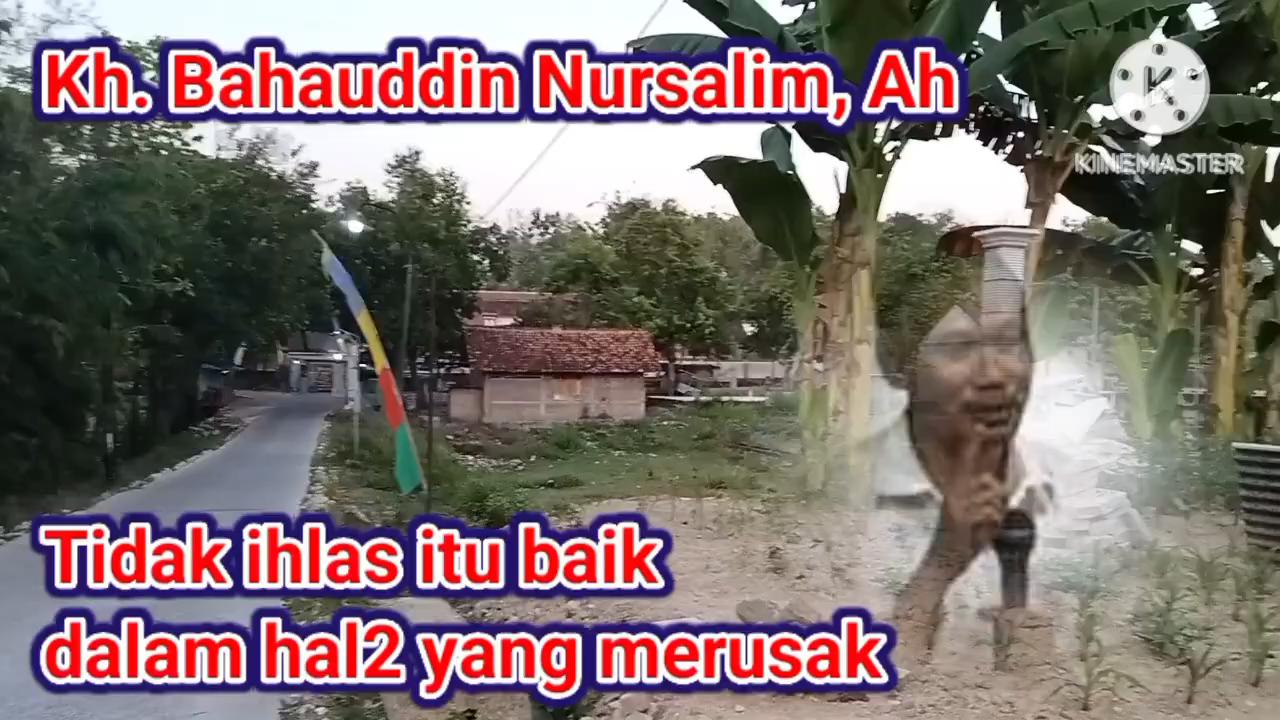 Kh. Bahauddin Nursalim, Ah
K
KINEMASTER
Tidak ihlas itu baik
dalam hal2 yang merusak